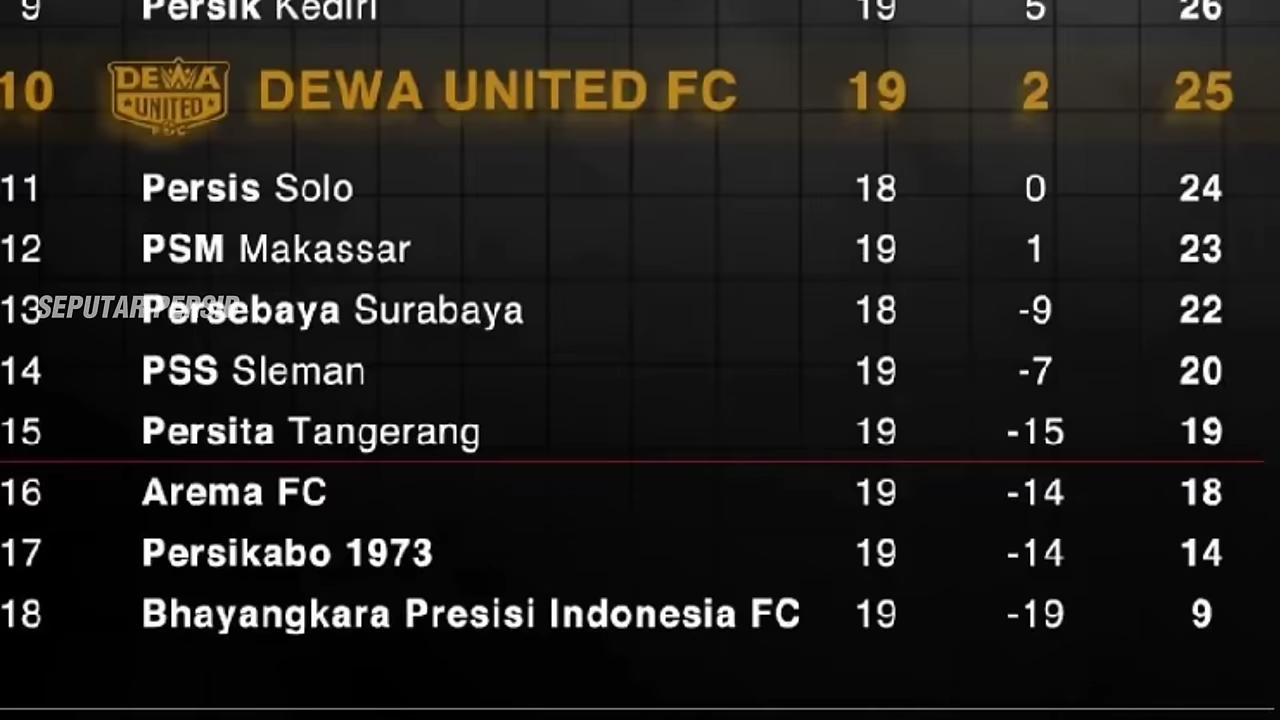 9 Persik Kediri 19 5 26
10 DEWA UNITED DEWA UNITED FC 19 2 25
11 Persis Solo 18 0 24
12 PSM Makassar 19 1 23
13 Persebaya Surabaya 18 -9 22
SEPUTAR PERSIB
14 PSS Sleman 19 -7 20
15 Persita Tangerang 19 -15 19
16 Arema FC 19 -14 18
17 Persikabo 1973 19 -14 14
18 Bhayangkara Presisi Indonesia FC 19 -19 9